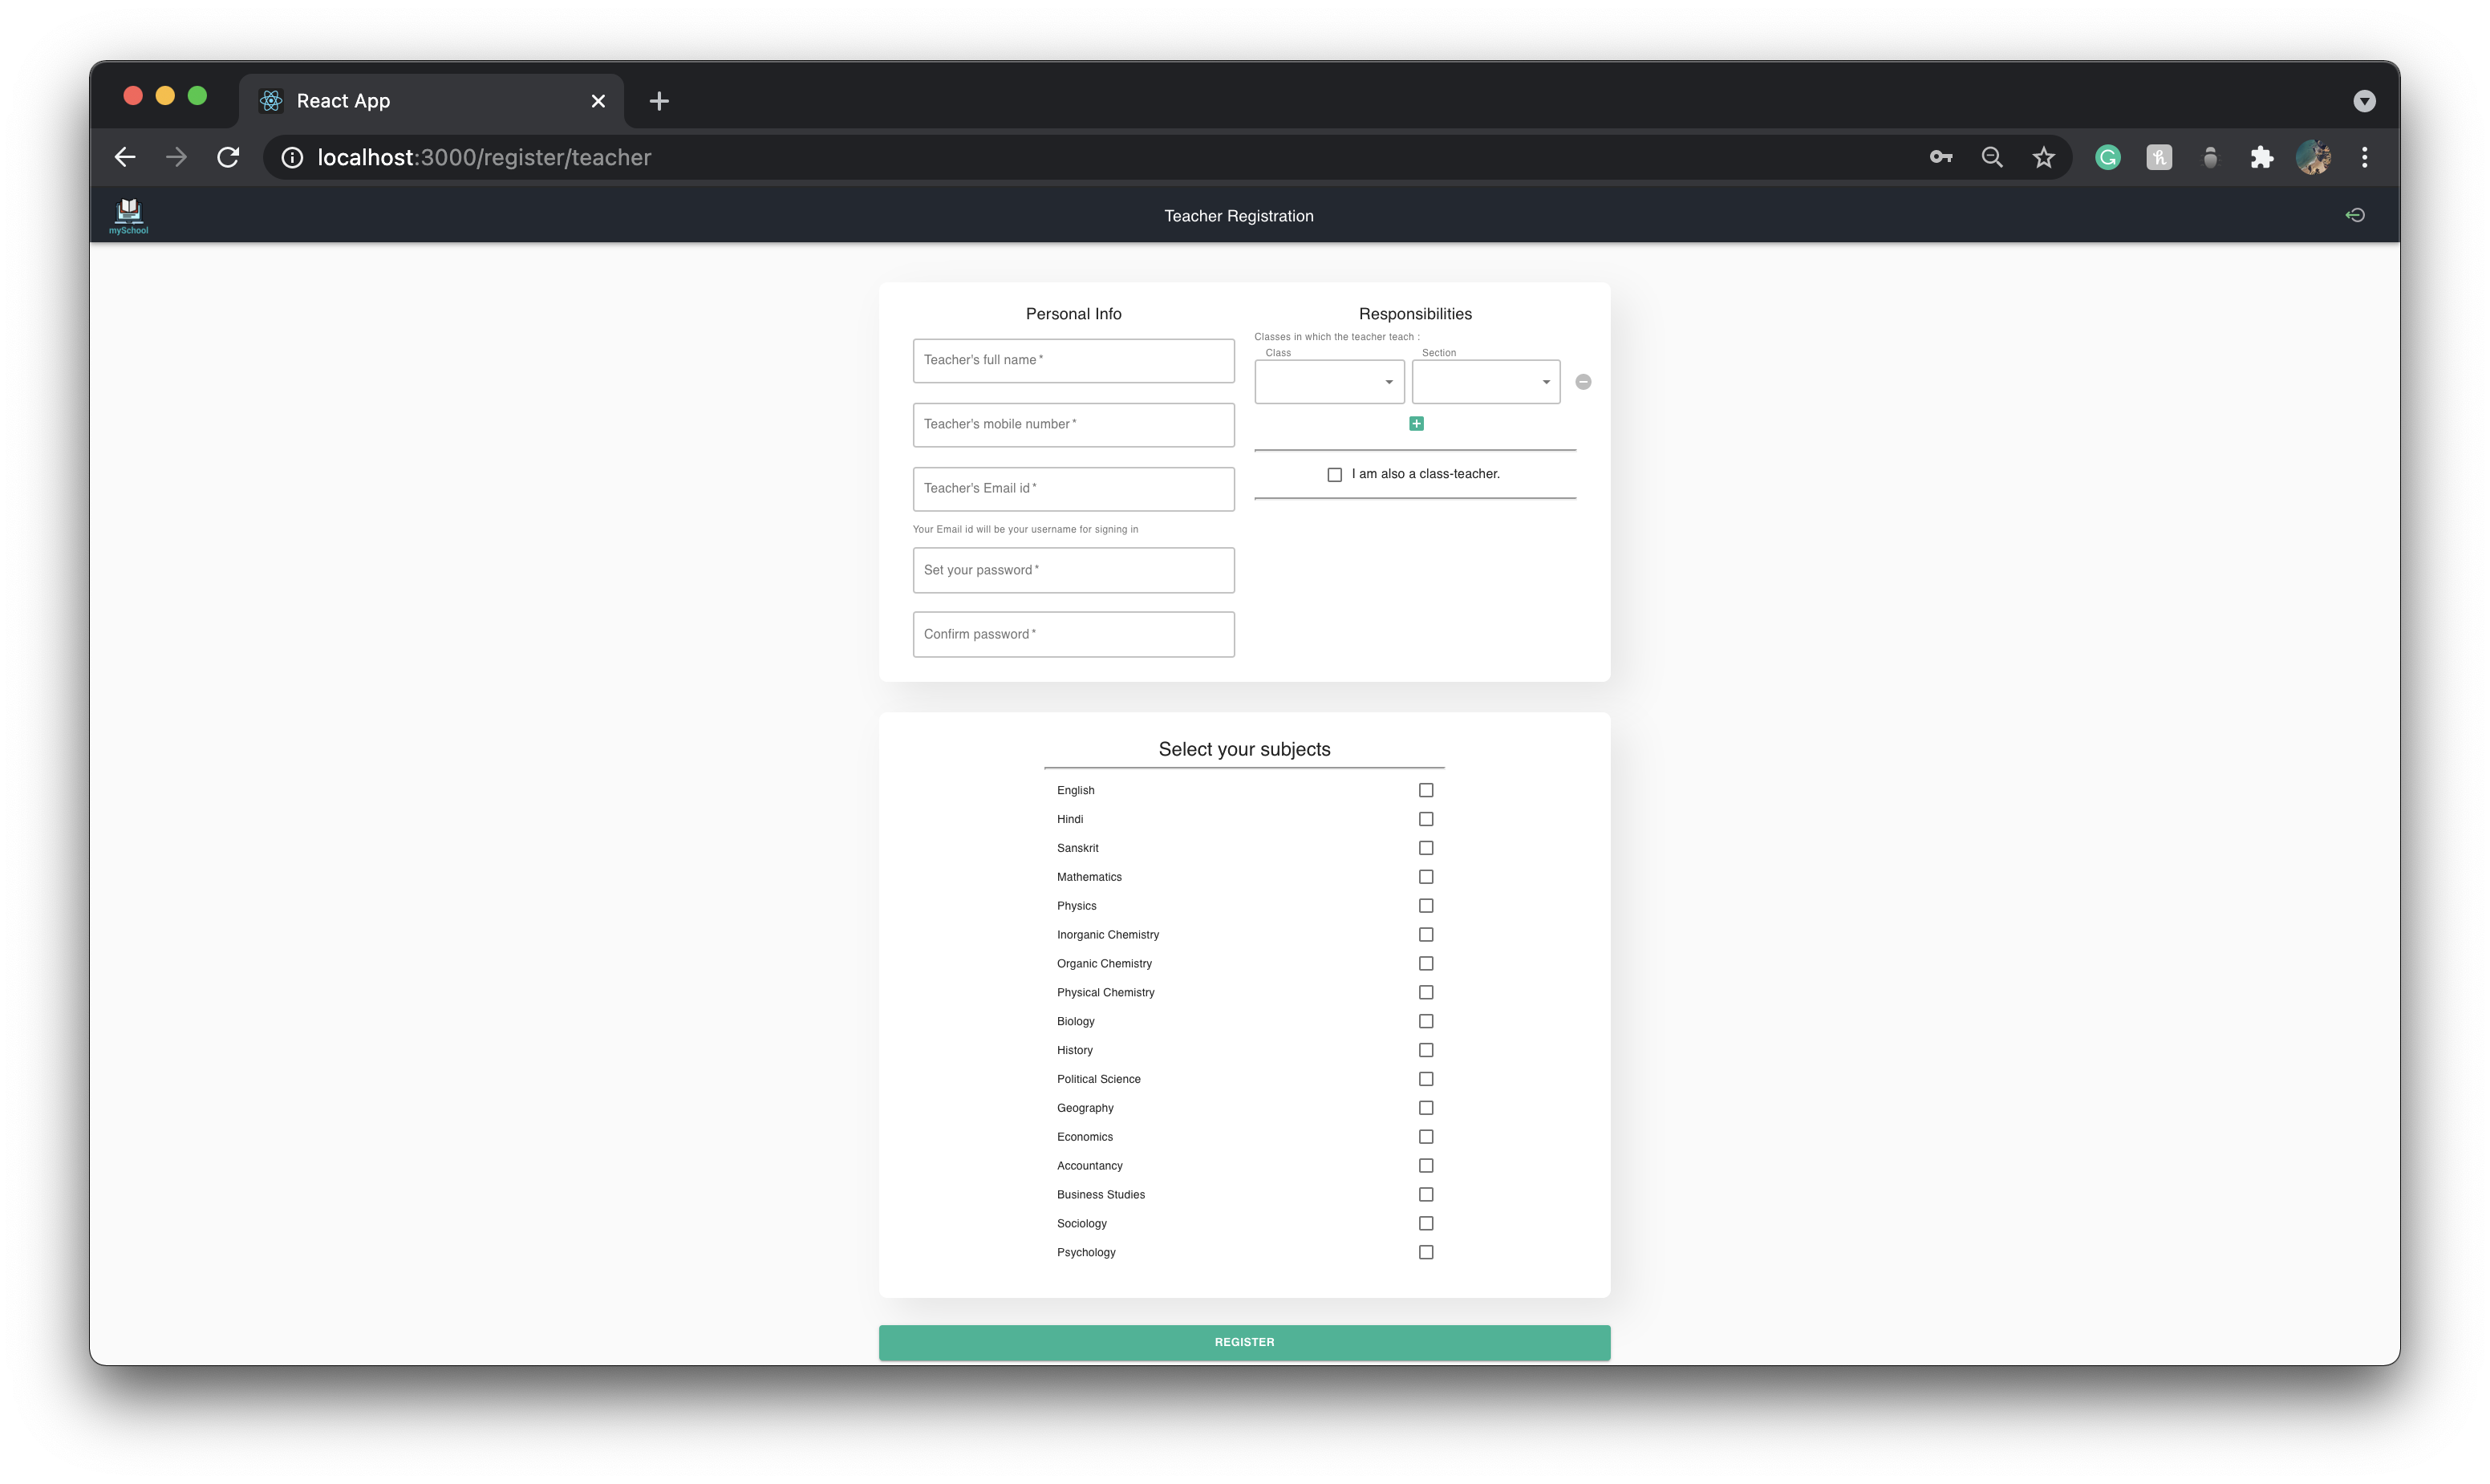 React App
localhost:3000/register/teacher
mySchool
Teacher Registration
Personal Info
Teacher's full name *
Teacher's mobile number *
Teacher's Email id *
Your Email id will be your username for signing in
Set your password *
Confirm password *
Responsibilities
Classes in which the teacher teach :
Class Section
I am also a class-teacher.
Select your subjects
English
Hindi
Sanskrit
Mathematics
Physics
Inorganic Chemistry
Organic Chemistry
Physical Chemistry
Biology
History
Political Science
Geography
Economics
Accountancy
Business Studies
Sociology
Psychology
REGISTER